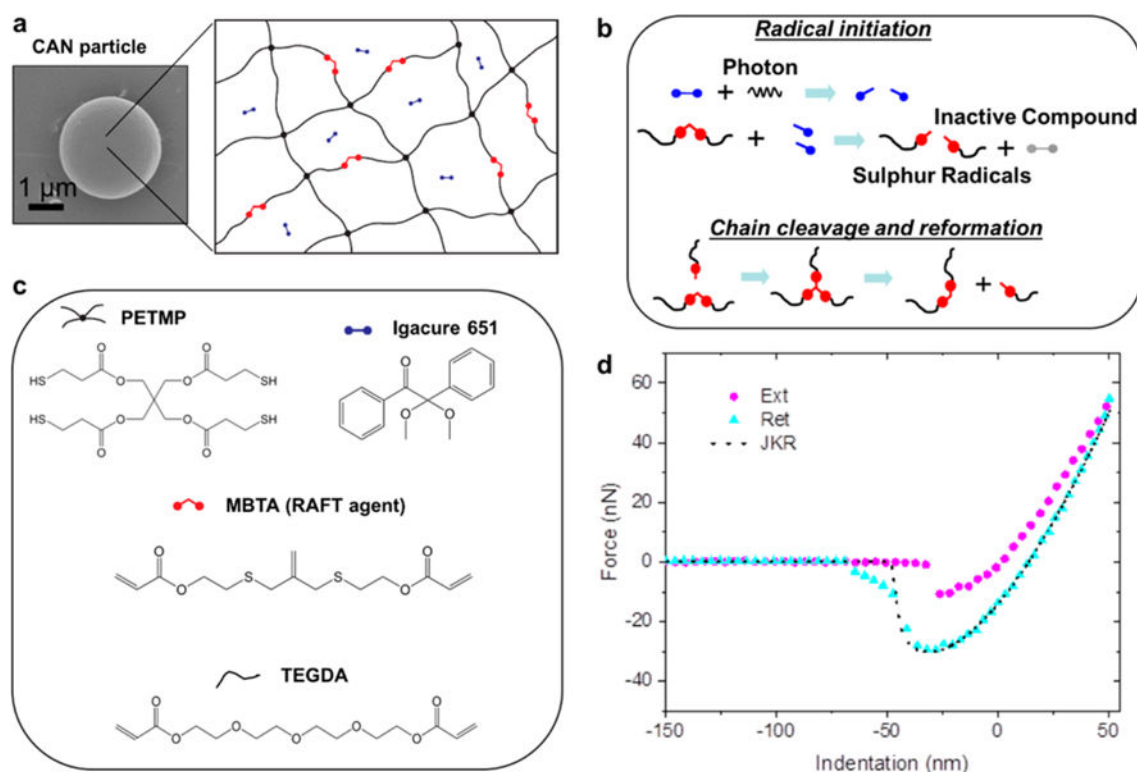 a
CAN particle
1 μm
b
Radical initiation
Photon
+
Inactive Compound
+
+
Sulphur Radicals
Chain cleavage and reformation
+
c
PETMP
Igacure 651
O
O
HS
O
O
SH
HS
O
O
SH
O
O
O
O
O
MBTA (RAFT agent)
O
O
O
S
S
O
TEGDA
O
O
O
O
O
O
O
d
Ext
Ret
JKR
60
40
20
0
-20
-40
Force (nN)
-150
-100
-50
0
50
Indentation (nm)